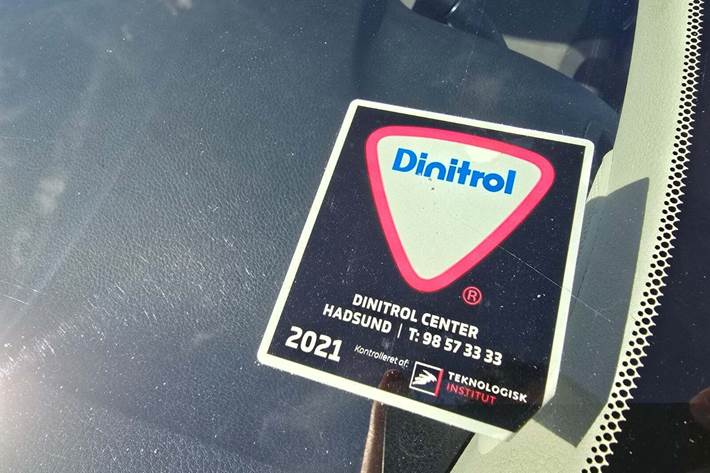 Dinitrol
®
DINITROL CENTER
HADSUND | T: 98 57 33 33
2021
Kontrolleret af:
TEKNOLOGISK
INSTITUT